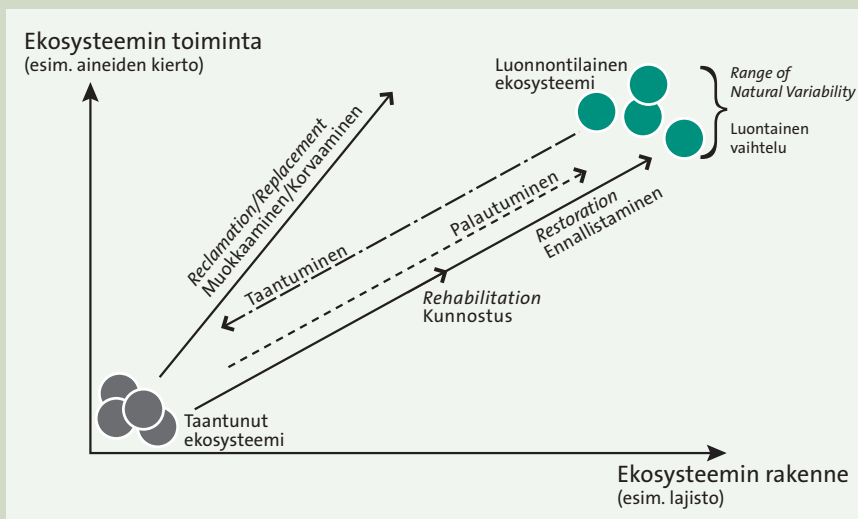 Ekosysteemin toiminta
(esim. aineiden kierto)
Luonnontilainen
ekosysteemi
Range of
Natural Variability
Luontainen
vaihtelu
Reclamation/Replacement
Muokkaaminen/Korvaaminen
Taantuminen
Palautuminen
Restoration
Ennallistaminen
Rehabilitation
Kunnostus
Taantunut
ekosysteemi
Ekosysteemin rakenne
(esim. lajisto)